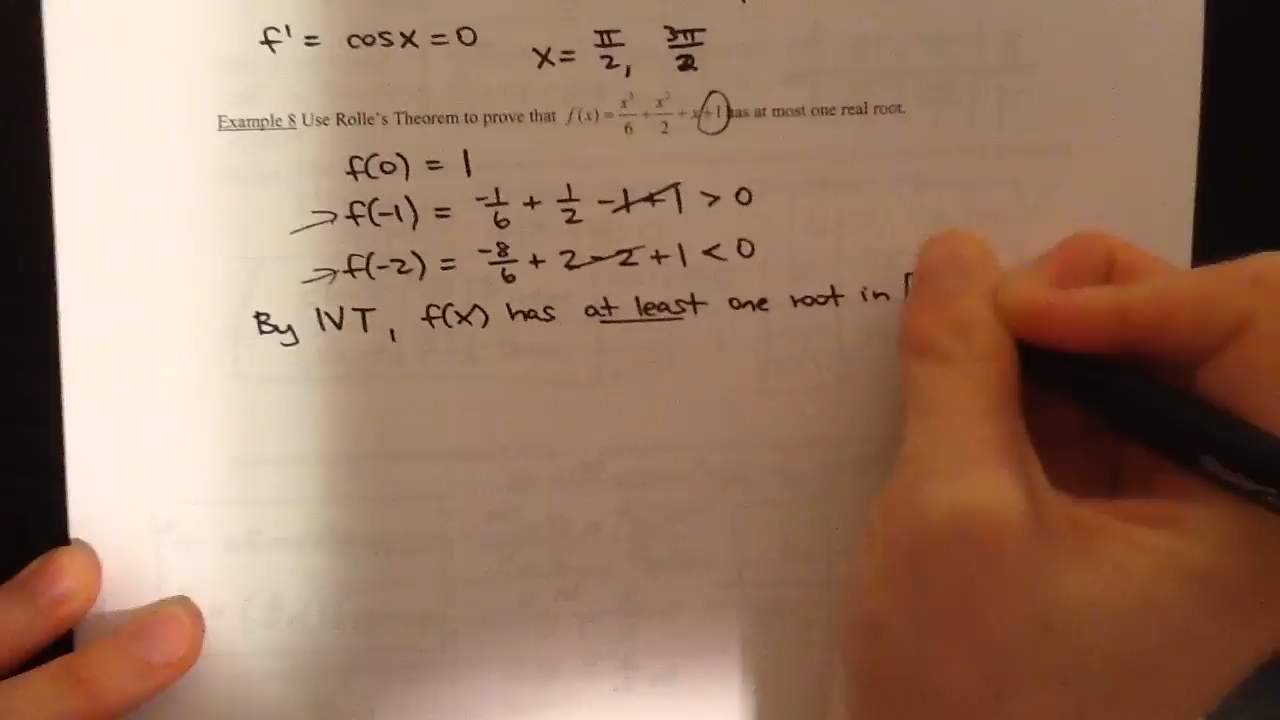 f' = cosx = 0 x = π/2, 3π/2
Example 8 Use Rolle's Theorem to prove that f(x) = x³/6 + x²/2 + x + 1 has at most one real root.
f(0) = 1
→ f(-1) = -1/6 + 1/2 - 1 + 1 > 0
→ f(-2) = -8/6 + 2 - 2 + 1 < 0
By IVT, f(x) has at least one root in [